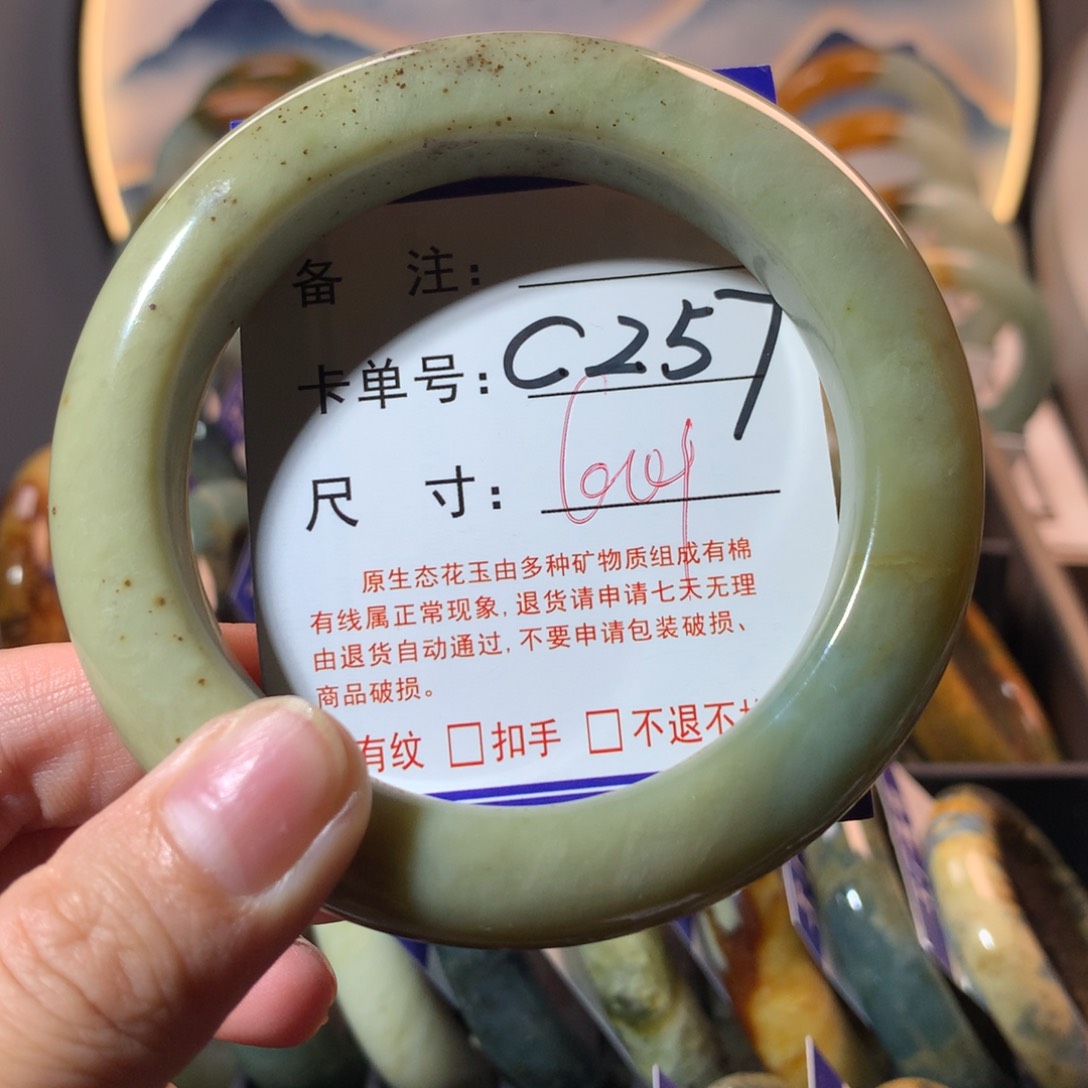 备 注：
卡单号：C257
尺 寸：
原生态花玉由多种矿物质组成有棉
有线属正常现象，退货请申请七天无理
由退货自动通过，不要申请包装破损、
商品破损。
有纹 □扣手 □不退不